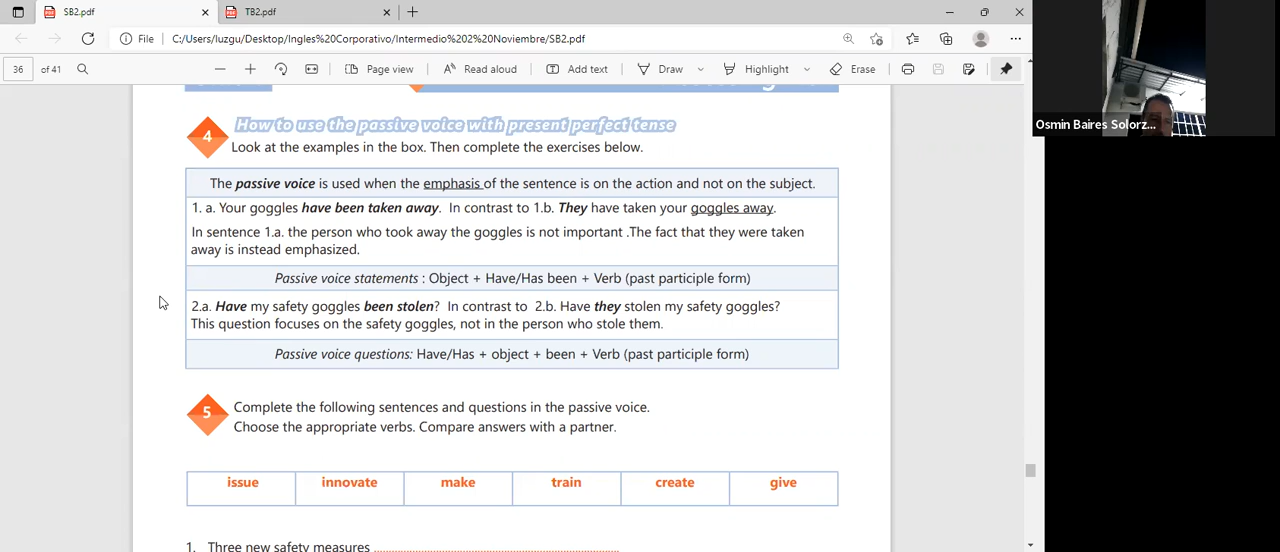 SB2.pdf
TB2.pdf
File
C:/Users/luzgu/Desktop/Ingles%20Corporativo/Intermedio%202%20Noviembre/SB2.pdf
36 of 41
Page view
Read aloud
Add text
Draw
Highlight
Erase
Osmin Baires Solorz...
4
How to use the passive voice with present perfect tense
Look at the examples in the box. Then complete the exercises below.
The passive voice is used when the emphasis of the sentence is on the action and not on the subject.
1. a. Your goggles have been taken away. In contrast to 1.b. They have taken your goggles away.
In sentence 1.a. the person who took away the goggles is not important .The fact that they were taken
away is instead emphasized.
Passive voice statements : Object + Have/Has been + Verb (past participle form)
2.a. Have my safety goggles been stolen? In contrast to 2.b. Have they stolen my safety goggles?
This question focuses on the safety goggles, not in the person who stole them.
Passive voice questions: Have/Has + object + been + Verb (past participle form)
5
Complete the following sentences and questions in the passive voice.
Choose the appropriate verbs. Compare answers with a partner.
issue innovate make train create give
1. Three new safety measures